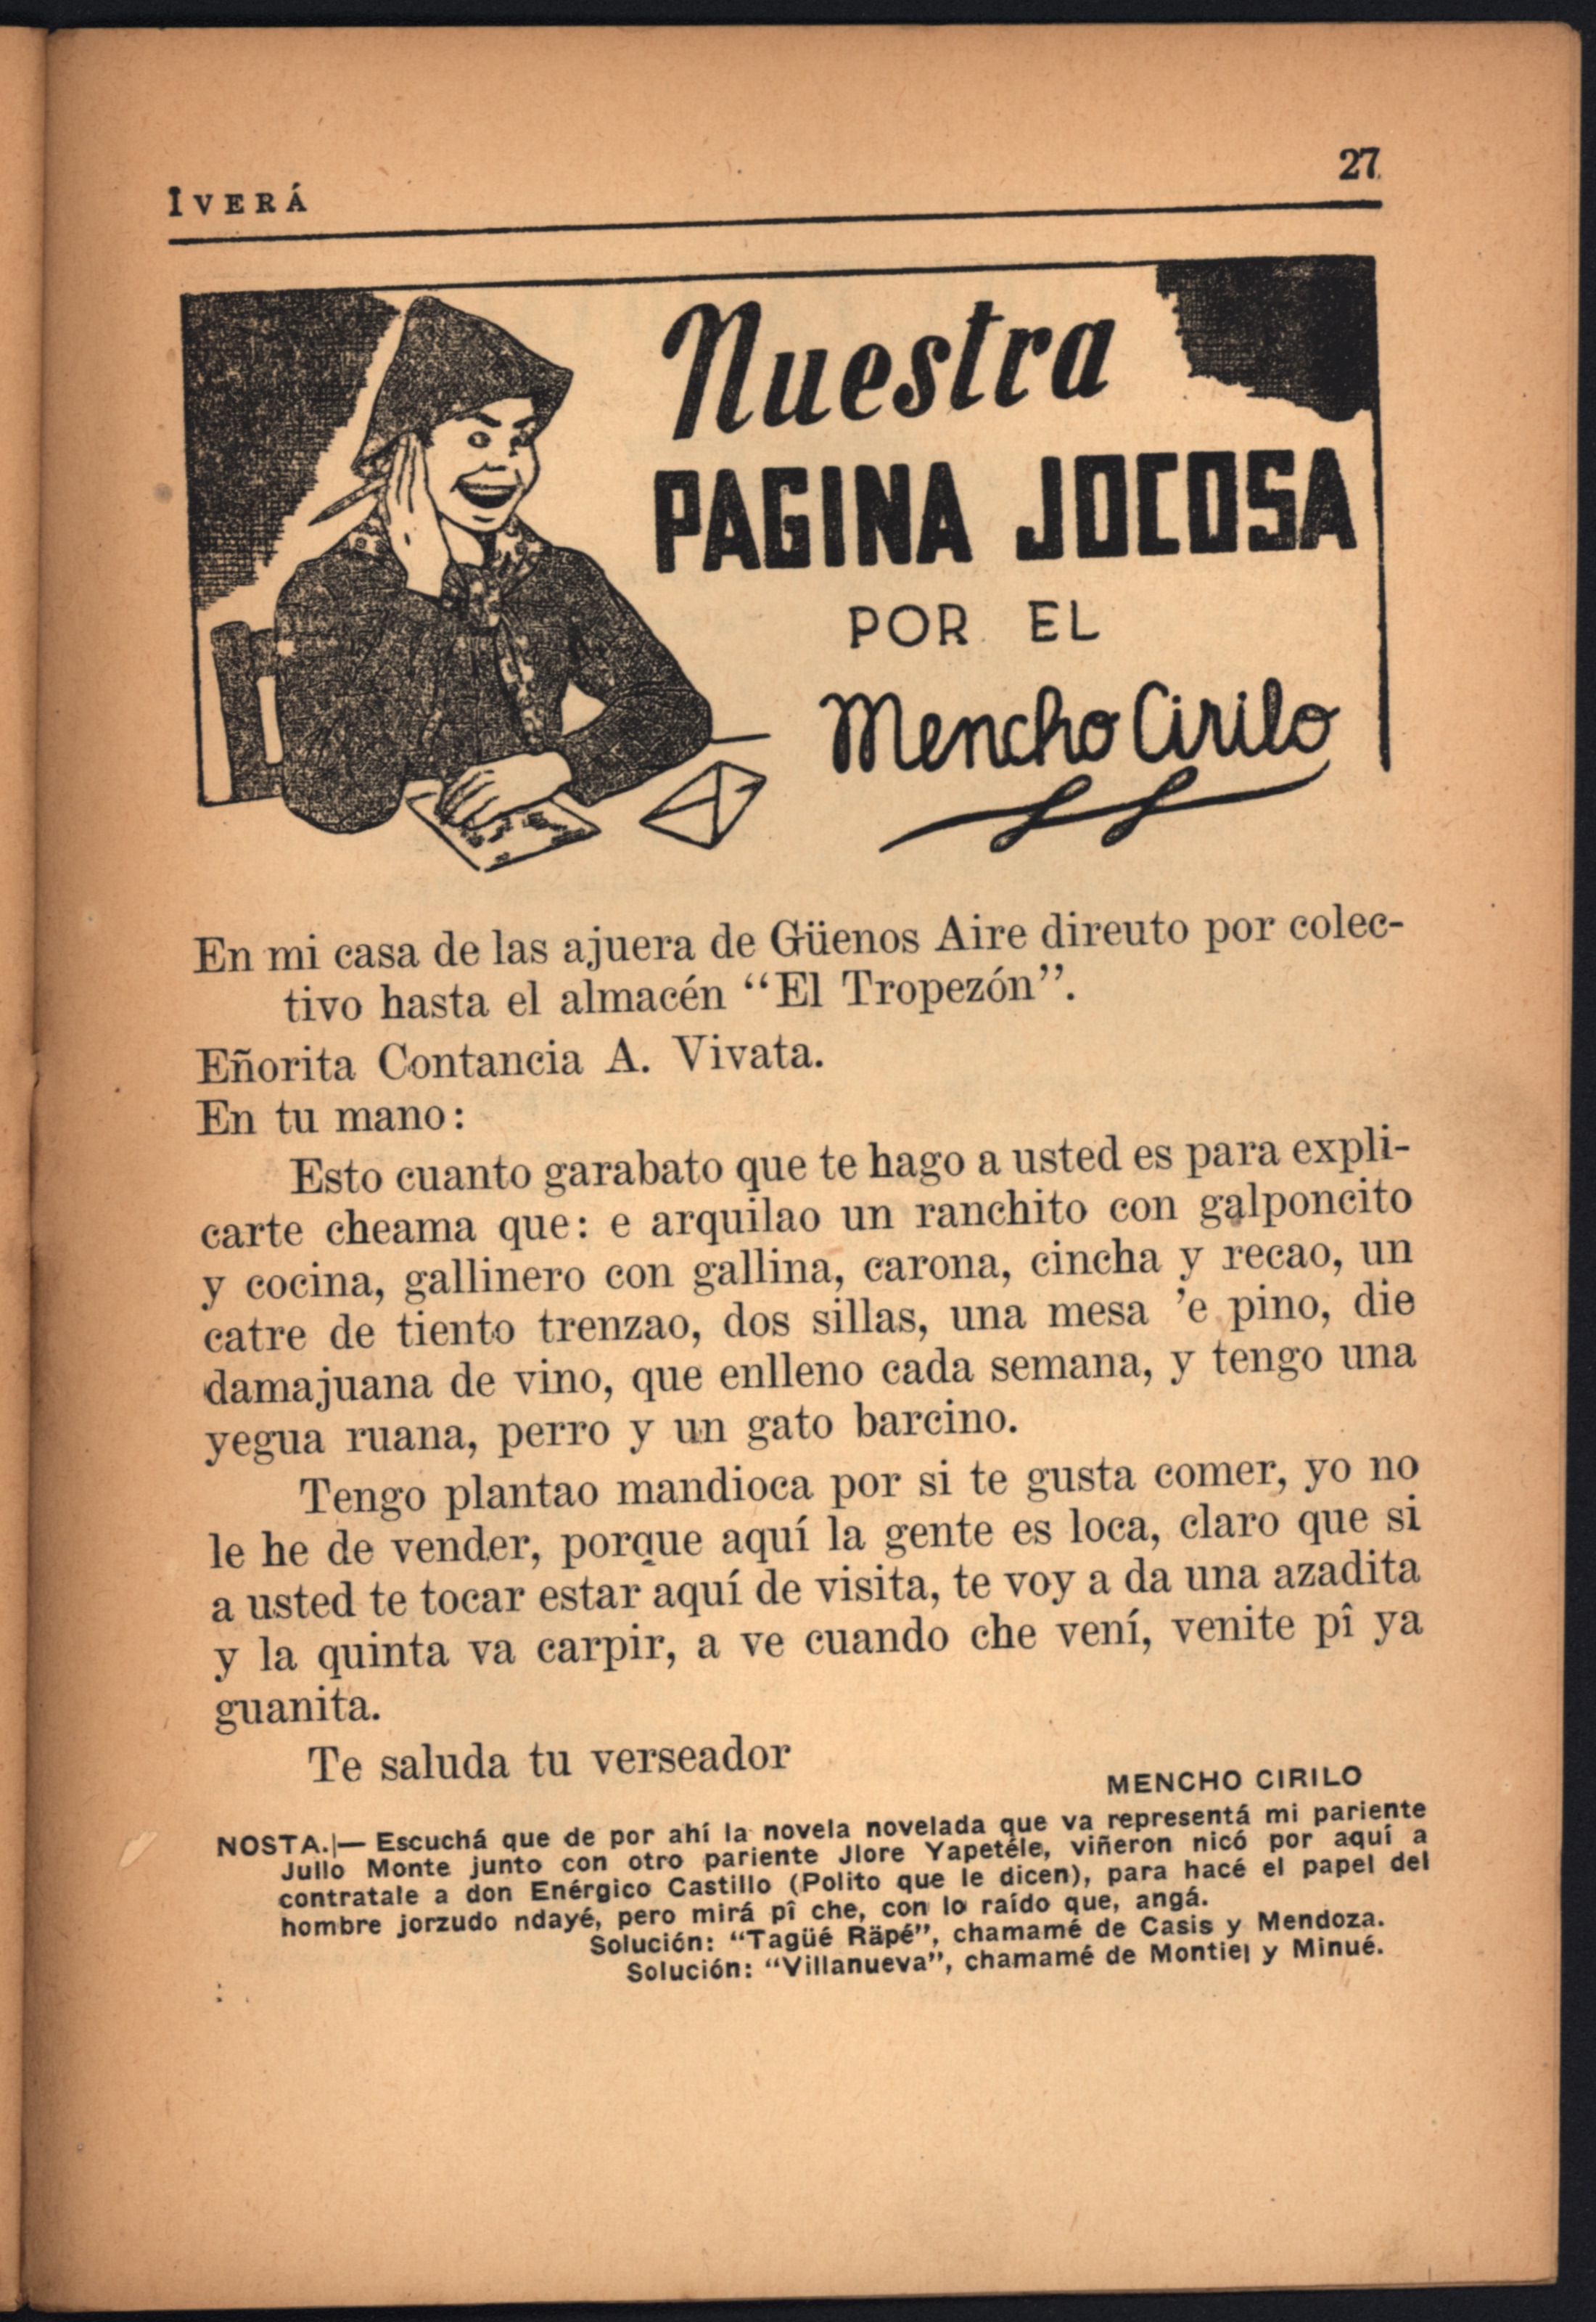 IVERÁ
27
Nuestra
PAGINA JOCOSA
POR EL
Mencho Cirilo
En mi casa de las ajuera de Güenos Aire direuto por colec-
tivo hasta el almacén “El Tropezón”.
Eñorita Contancia A. Vivata.
En tu mano:
Esto cuanto garabato que te hago a usted es para expli-
carte cheama que: e arquilao un ranchito con galponcito
y cocina, gallinero con gallina, carona, cincha y recao, un
catre de tiento trenzao, dos sillas, una mesa ’e pino, die
damajuana de vino, que enlleno cada semana, y tengo una
yegua ruana, perro y un gato barcino.
Tengo plantao mandioca por si te gusta comer, yo no
le he de vender, porque aquí la gente es loca, claro que si
a usted te tocar estar aquí de visita, te voy a da una azadita
y la quinta va carpir, a ve cuando che vení, venite pî ya
guanita.
Te saluda tu verseador
MENCHO CIRILO
NOSTA.|— Escuchá que de por ahí la novela novelada que va representá mi pariente
Julio Monte junto con otro pariente Jlore Yapetéle, viñeron nicó por aquí a
contratale a don Enérgico Castillo (Polito que le dicen), para hacé el papel del
hombre jorzudo ndayé, pero mirá pî che, con lo raído que, angá.
Solución: “Tagüé Räpé”, chamamé de Casis y Mendoza.
Solución: “Villanueva”, chamamé de Montiel y Minué.